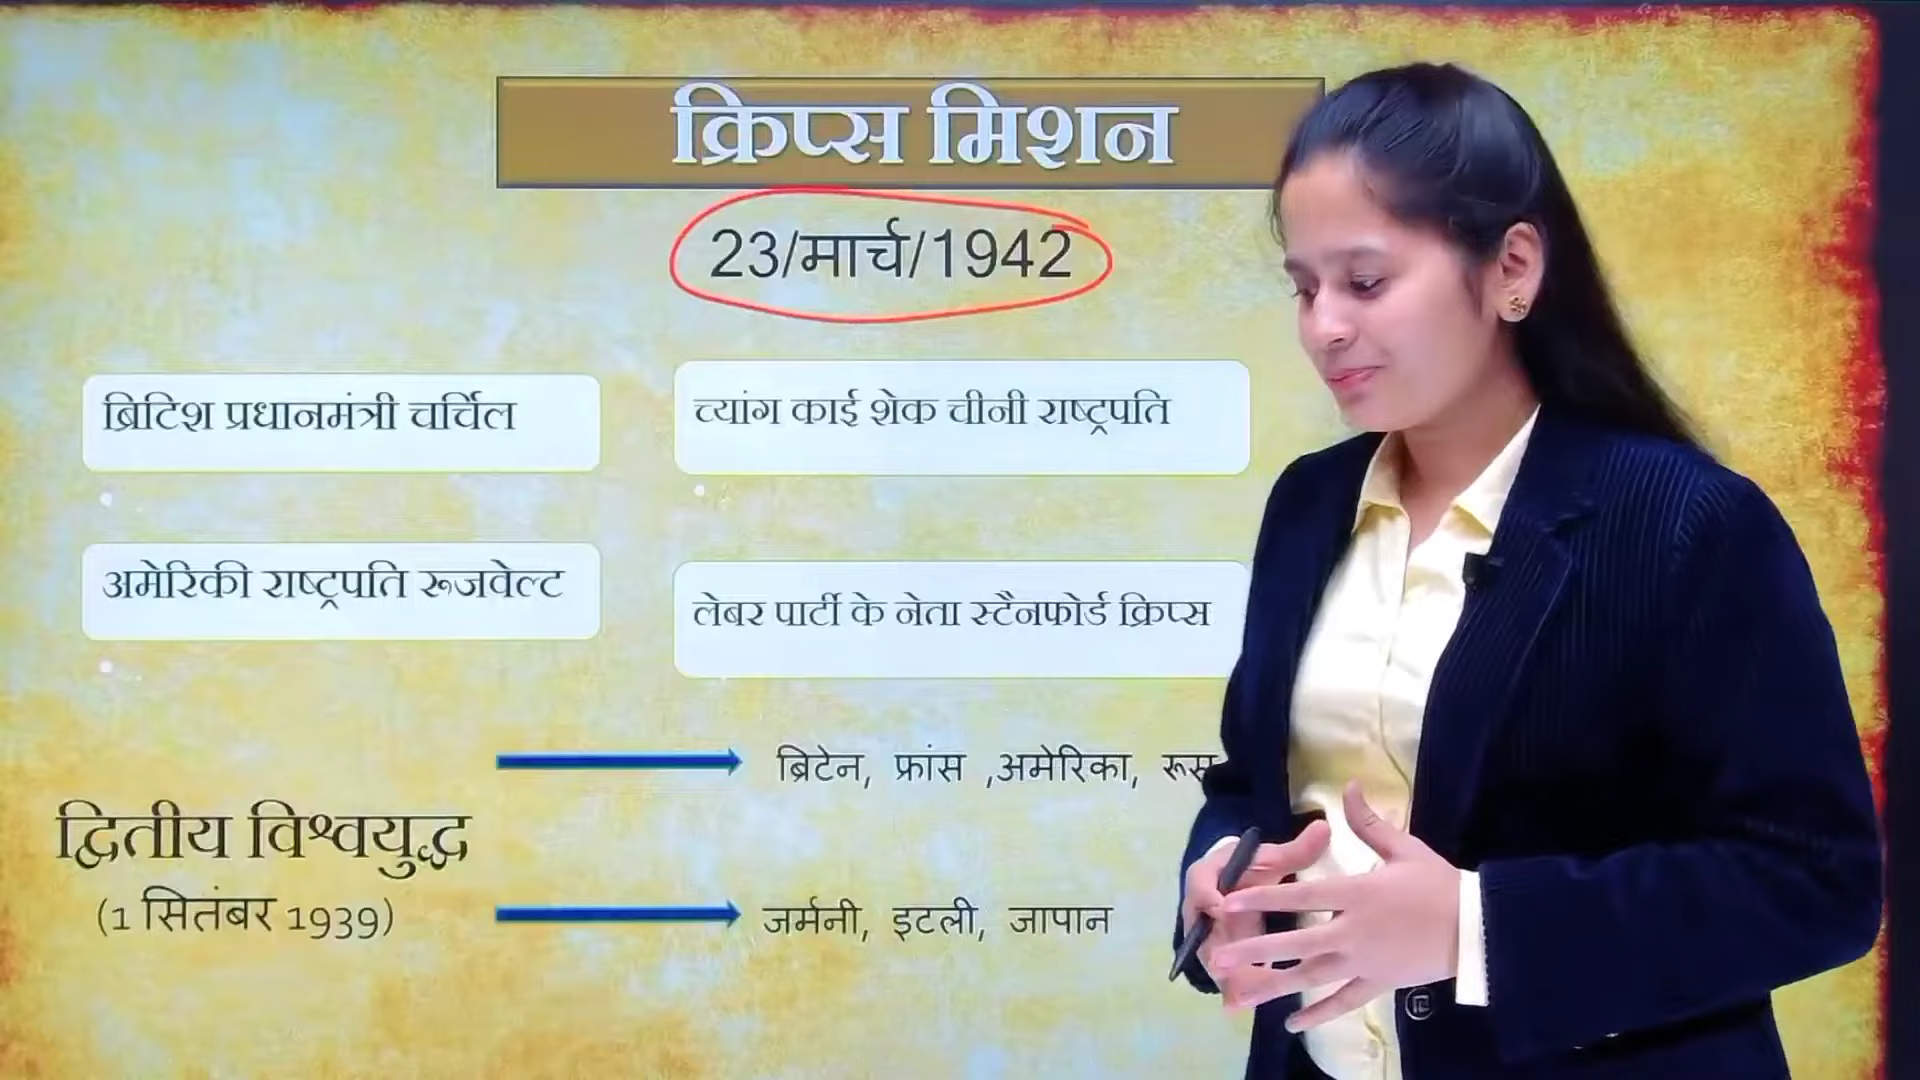 क्रिप्स मिशन
23/मार्च/1942
ब्रिटिश प्रधानमंत्री चर्चिल
च्यांग काई शेक चीनी राष्ट्रपति
अमेरिकी राष्ट्रपति रूजवेल्ट
लेबर पार्टी के नेता स्टैनफोर्ड क्रिप्स
ब्रिटेन, फ्रांस ,अमेरिका, रूस
द्वितीय विश्वयुद्ध
(1 सितंबर 1939)
जर्मनी, इटली, जापान